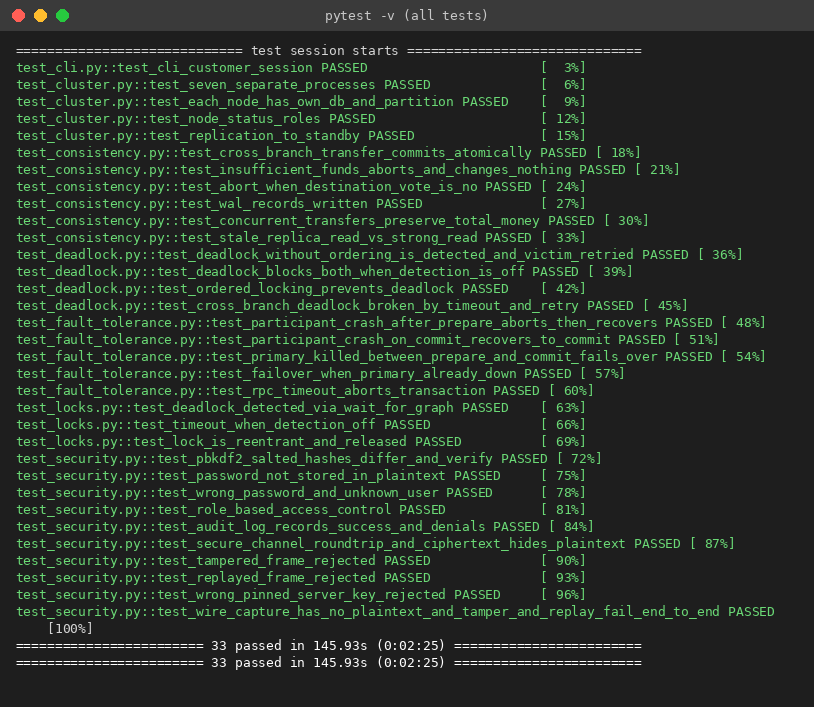 pytest -v (all tests)
============================= test session starts ==============================
test_cli.py::test_cli_customer_session PASSED                      [  3%]
test_cluster.py::test_seven_separate_processes PASSED              [  6%]
test_cluster.py::test_each_node_has_own_db_and_partition PASSED    [  9%]
test_cluster.py::test_node_status_roles PASSED                     [ 12%]
test_cluster.py::test_replication_to_standby PASSED                [ 15%]
test_consistency.py::test_cross_branch_transfer_commits_atomically PASSED [ 18%]
test_consistency.py::test_insufficient_funds_aborts_and_changes_nothing PASSED [ 21%]
test_consistency.py::test_abort_when_destination_vote_is_no PASSED [ 24%]
test_consistency.py::test_wal_records_written PASSED               [ 27%]
test_consistency.py::test_concurrent_transfers_preserve_total_money PASSED [ 30%]
test_consistency.py::test_stale_replica_read_vs_strong_read PASSED [ 33%]
test_deadlock.py::test_deadlock_without_ordering_is_detected_and_victim_retried PASSED [ 36%]
test_deadlock.py::test_deadlock_blocks_both_when_detection_is_off PASSED [ 39%]
test_deadlock.py::test_ordered_locking_prevents_deadlock PASSED    [ 42%]
test_deadlock.py::test_cross_branch_deadlock_broken_by_timeout_and_retry PASSED [ 45%]
test_fault_tolerance.py::test_participant_crash_after_prepare_aborts_then_recovers PASSED [ 48%]
test_fault_tolerance.py::test_participant_crash_on_commit_recovers_to_commit PASSED [ 51%]
test_fault_tolerance.py::test_primary_killed_between_prepare_and_commit_fails_over PASSED [ 54%]
test_fault_tolerance.py::test_failover_when_primary_already_down PASSED [ 57%]
test_fault_tolerance.py::test_rpc_timeout_aborts_transaction PASSED [ 60%]
test_locks.py::test_deadlock_detected_via_wait_for_graph PASSED    [ 63%]
test_locks.py::test_timeout_when_detection_off PASSED              [ 66%]
test_locks.py::test_lock_is_reentrant_and_released PASSED          [ 69%]
test_security.py::test_pbkdf2_salted_hashes_differ_and_verify PASSED [ 72%]
test_security.py::test_password_not_stored_in_plaintext PASSED     [ 75%]
test_security.py::test_wrong_password_and_unknown_user PASSED      [ 78%]
test_security.py::test_role_based_access_control PASSED            [ 81%]
test_security.py::test_audit_log_records_success_and_denials PASSED [ 84%]
test_security.py::test_secure_channel_roundtrip_and_ciphertext_hides_plaintext PASSED [ 87%]
test_security.py::test_tampered_frame_rejected PASSED              [ 90%]
test_security.py::test_replayed_frame_rejected PASSED              [ 93%]
test_security.py::test_wrong_pinned_server_key_rejected PASSED     [ 96%]
test_security.py::test_wire_capture_has_no_plaintext_and_tamper_and_replay_fail_end_to_end PASSED
    [100%]
======================== 33 passed in 145.93s (0:02:25) ========================
======================== 33 passed in 145.93s (0:02:25) ========================